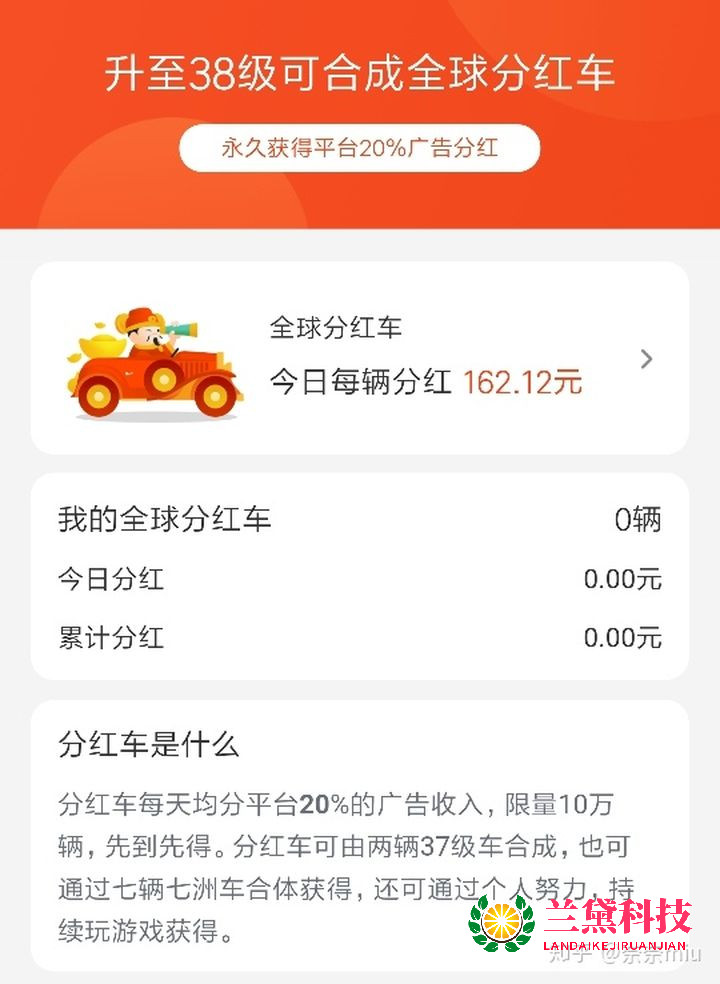 升至38级可合成全球分红车
永久获得平台20%广告分红
全球分红车
今日每辆分红 162.12元
我的全球分红车 0辆
今日分红 0.00元
累计分红 0.00元
分红车是什么
分红车每天均分平台20%的广告收入，限量10万
辆，先到先得。分红车可由两辆37级车合成，也可
通过七辆七洲车合体获得，还可通过个人努力，持
续玩游戏获得。
兰黛科技
LANDAIKEJIRUANJIAN
知乎 @奈奈miu